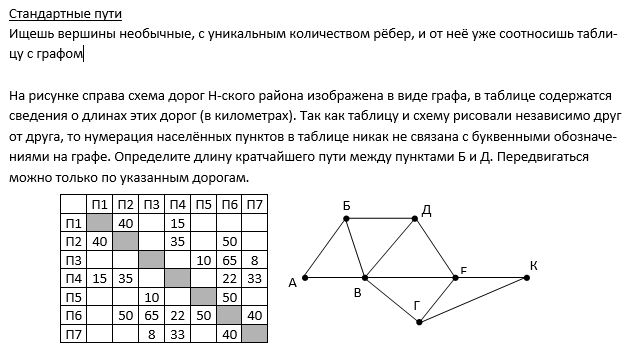 Стандартные пути
Ищешь вершины необычные, с уникальным количеством рёбер, и от неё уже соотносишь табли-
цу с графом
На рисунке справа схема дорог Н-ского района изображена в виде графа, в таблице содержатся
сведения о длинах этих дорог (в километрах). Так как таблицу и схему рисовали независимо друг
от друга, то нумерация населённых пунктов в таблице никак не связана с буквенными обозначе-
ниями на графе. Определите длину кратчайшего пути между пунктами Б и Д. Передвигаться
можно только по указанным дорогам.
П1 П2 П3 П4 П5 П6 П7
П1 40 15
П2 40 35 50
П3 10 65 8
П4 15 35 22 33
П5 10 50
П6 50 65 22 50 40
П7 8 33 40
Б Д
А В Е К
Г